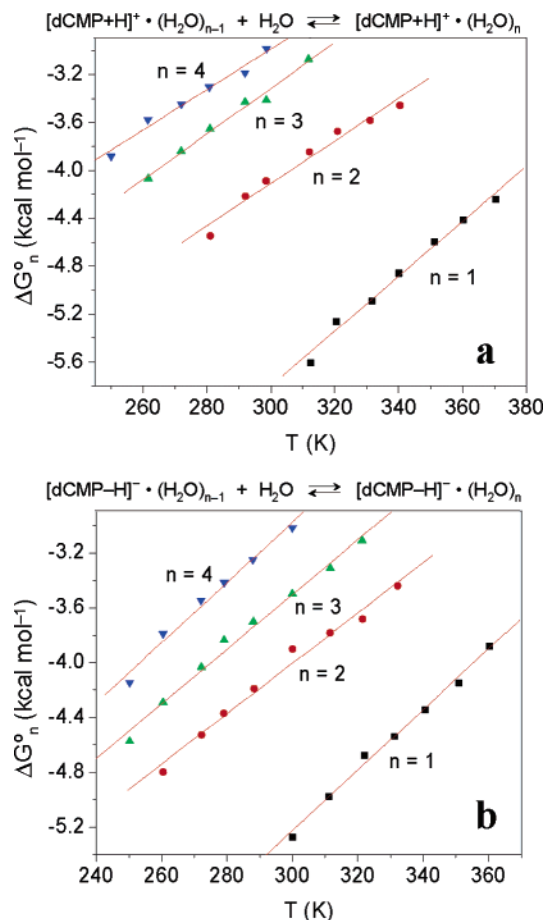 [dCMP+H]⁺ • (H₂O)ₙ₋₁ + H₂O ⇌ [dCMP+H]⁺ • (H₂O)ₙ
-3.2
-3.6
-4.0
-4.4
-4.8
-5.2
-5.6
ΔG°ₙ (kcal mol⁻¹)
n = 4
n = 3
n = 2
n = 1
a
260 280 300 320 340 360 380
T (K)
[dCMP–H]⁻ • (H₂O)ₙ₋₁ + H₂O ⇌ [dCMP–H]⁻ • (H₂O)ₙ
-3.2
-3.6
-4.0
-4.4
-4.8
-5.2
ΔG°ₙ (kcal mol⁻¹)
n = 4
n = 3
n = 2
n = 1
b
240 260 280 300 320 340 360
T (K)